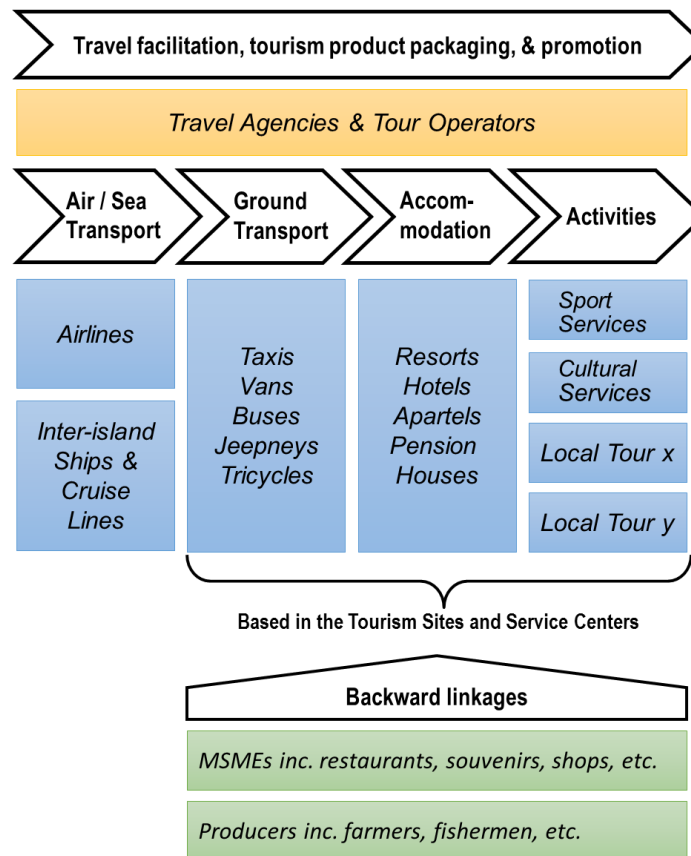 Travel facilitation, tourism product packaging, & promotion
Travel Agencies & Tour Operators
Air / Sea
Transport
Ground
Transport
Accom-
modation
Activities
Airlines
Inter-island
Ships &
Cruise
Lines
Taxis
Vans
Buses
Jeepneys
Tricycles
Resorts
Hotels
Apartels
Pension
Houses
Sport
Services
Cultural
Services
Local Tour x
Local Tour y
Based in the Tourism Sites and Service Centers
Backward linkages
MSMEs inc. restaurants, souvenirs, shops, etc.
Producers inc. farmers, fishermen, etc.